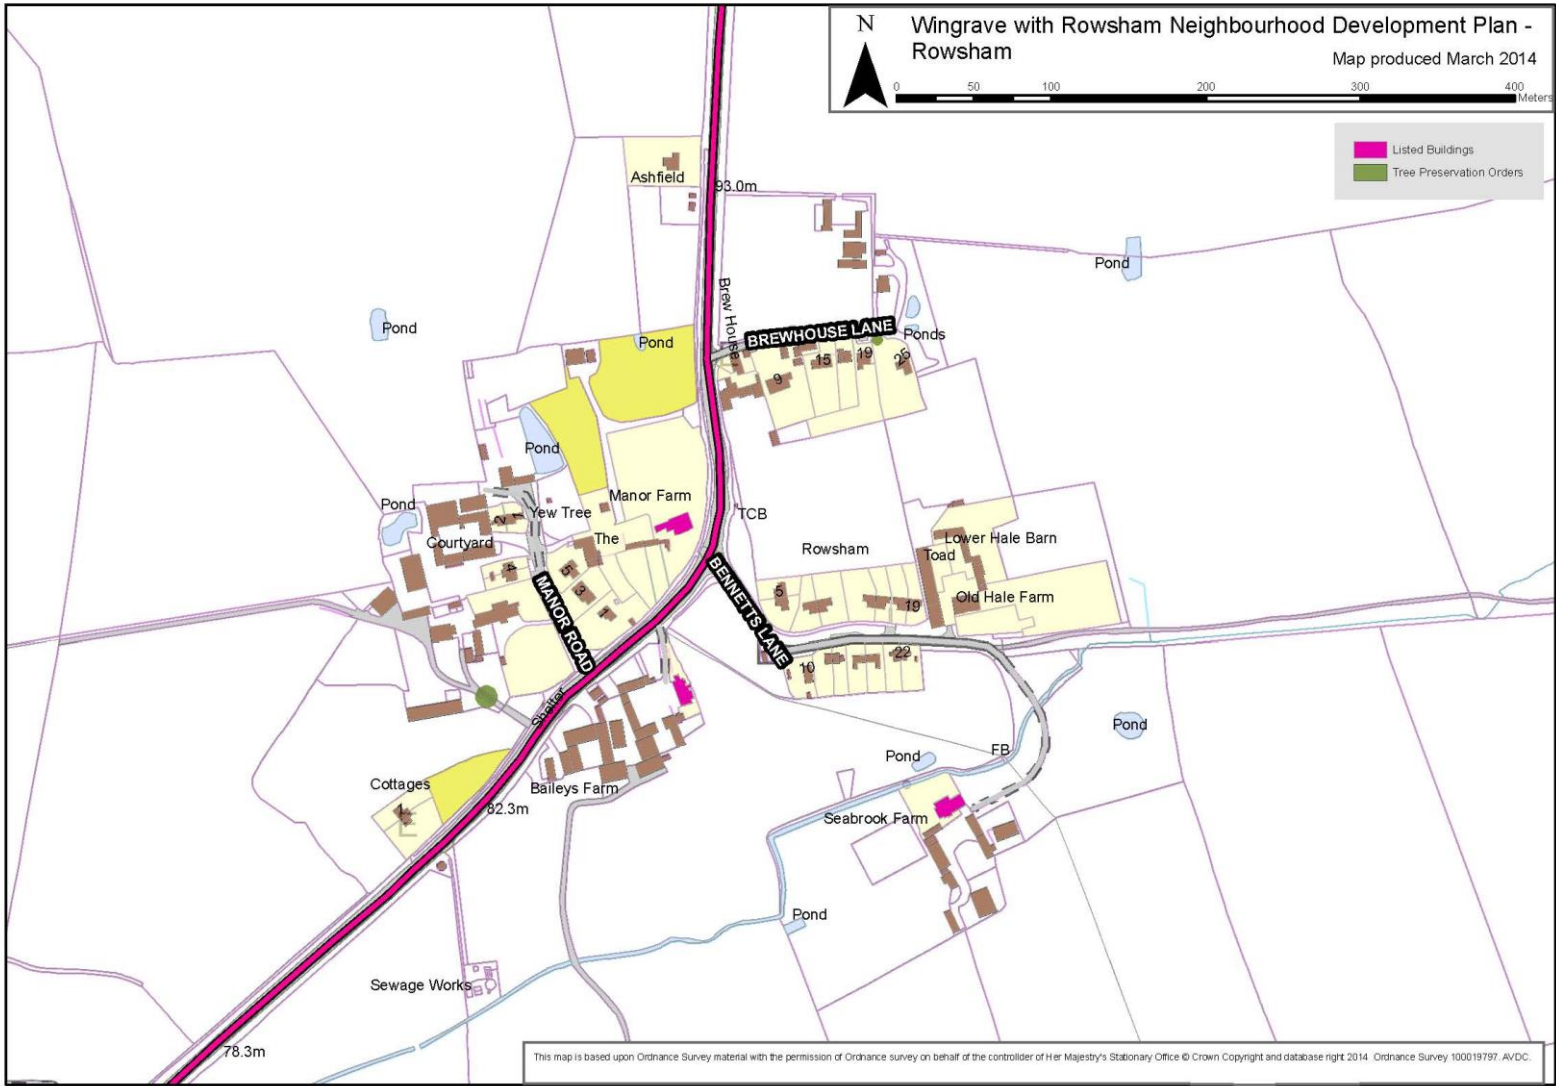 N
Wingrave with Rowsham Neighbourhood Development Plan -
Rowsham
Map produced March 2014
0 50 100 200 300 400
Meters
Listed Buildings
Tree Preservation Orders
Ashfield
93.0m
Pond
Brew House
BREWHOUSE LANE
Ponds
Pond
Pond
9
15
19
25
Pond
Pond
Manor Farm
TCB
Yew Tree
2
1
The
Courtyard
Rowsham
Lower Hale Barn
Toad
4
5
3
1
MANOR ROAD
BENNETTS LANE
5
19
Old Hale Farm
10
22
Shelter
Pond
FB
Pond
Cottages
1
E
Baileys Farm
82.3m
Seabrook Farm
Pond
Sewage Works
78.3m
This map is based upon Ordnance Survey material with the permission of Ordnance survey on behalf of the controllder of Her Majesty's Stationary Office © Crown Copyright and database right 2014 Ordnance Survey 100019797. AVDC.